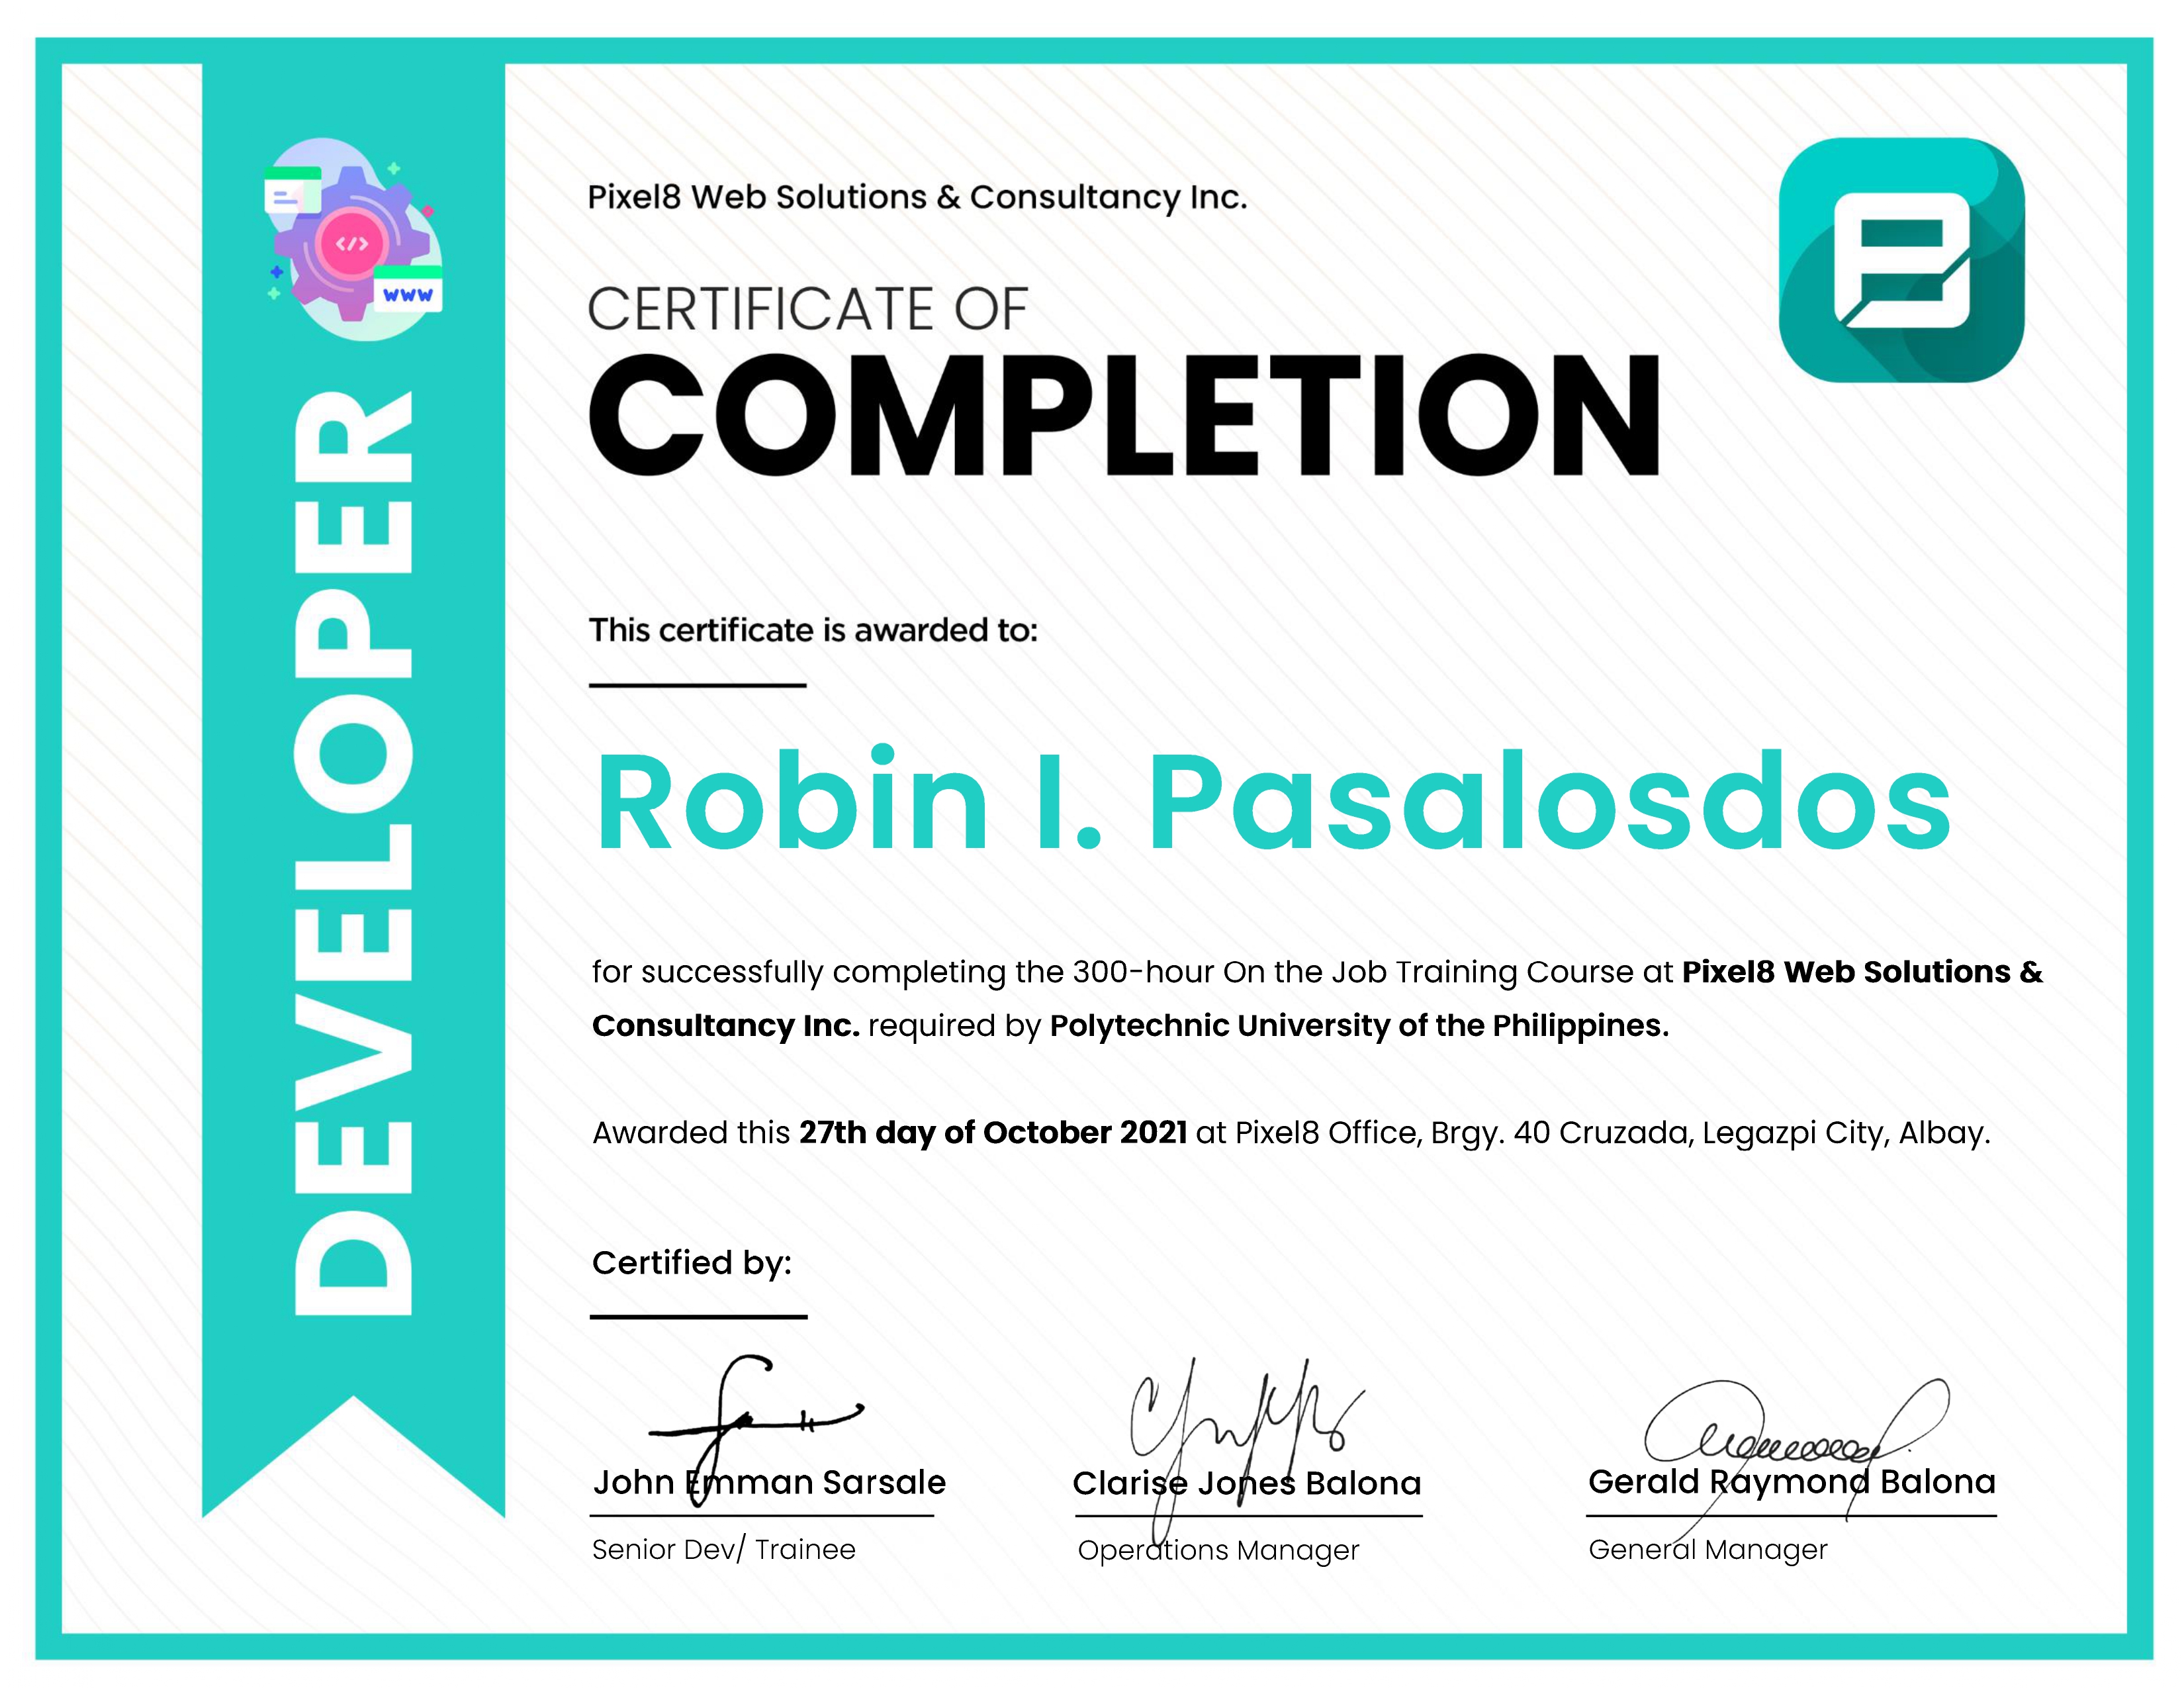 DEVELOPER
WWW
</>
Pixel8 Web Solutions & Consultancy Inc.
CERTIFICATE OF
COMPLETION
This certificate is awarded to:
Robin I. Pasalosdos
for successfully completing the 300-hour On the Job Training Course at Pixel8 Web Solutions &
Consultancy Inc. required by Polytechnic University of the Philippines.
Awarded this 27th day of October 2021 at Pixel8 Office, Brgy. 40 Cruzada, Legazpi City, Albay.
Certified by:
John Emman Sarsale
Senior Dev/ Trainee
Clarise Jones Balona
Operations Manager
Gerald Raymond Balona
General Manager